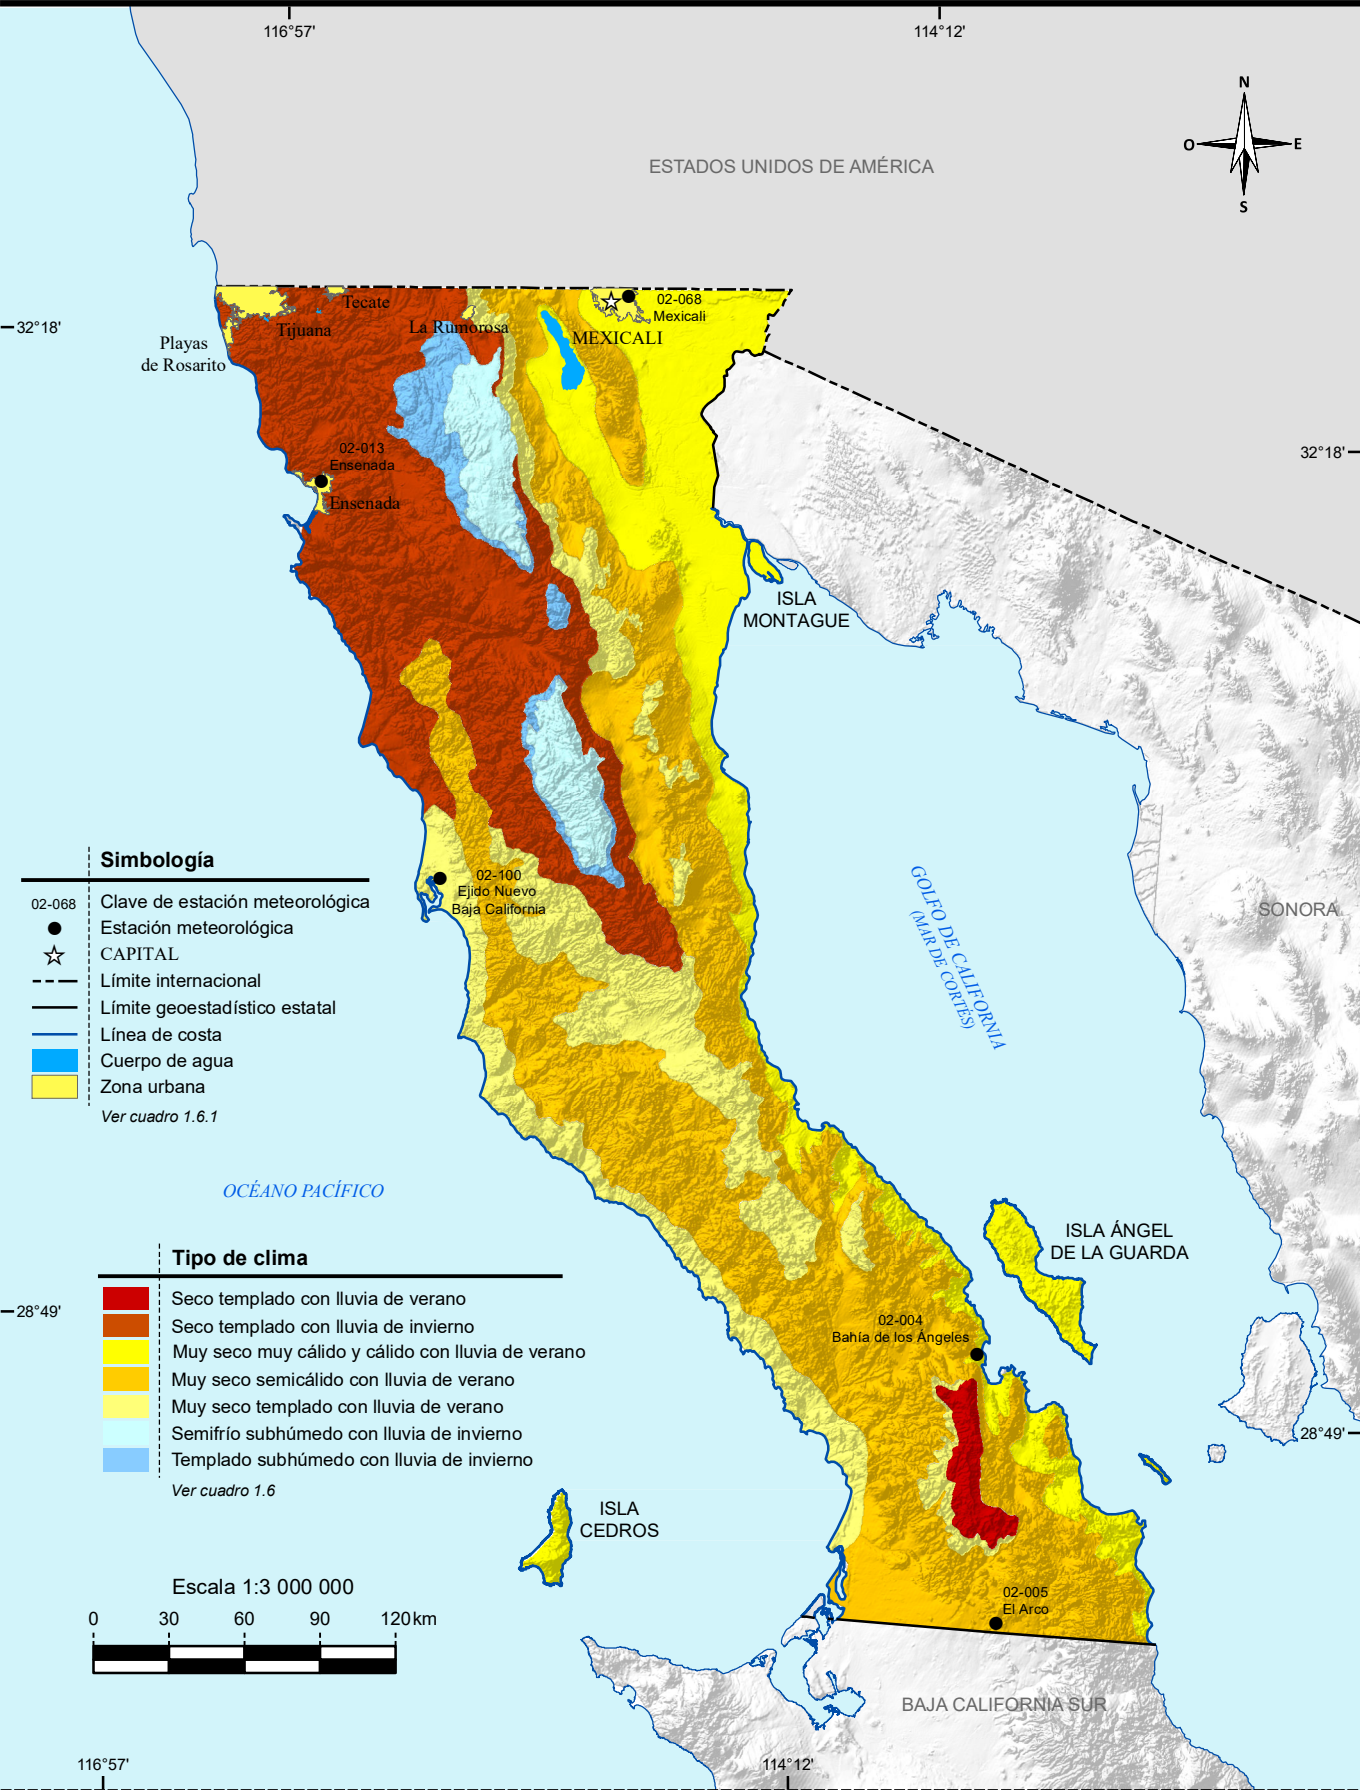 116°57'
114°12'
N
O
E
S
ESTADOS UNIDOS DE AMÉRICA
32°18'
Tecate
Tijuana
La Rumorosa
02-068
Mexicali
MEXICALI
Playas
de Rosarito
02-013
Ensenada
Ensenada
32°18'
ISLA
MONTAGUE
Simbología
02-068
Clave de estación meteorológica
Estación meteorológica
CAPITAL
Límite internacional
Límite geoestadístico estatal
Línea de costa
Cuerpo de agua
Zona urbana
Ver cuadro 1.6.1
02-100
Ejido Nuevo
Baja California
GOLFO DE CALIFORNIA
(MAR DE CORTÉS)
SONORA
OCÉANO PACÍFICO
ISLA ÁNGEL
DE LA GUARDA
Tipo de clima
Seco templado con lluvia de verano
Seco templado con lluvia de invierno
Muy seco muy cálido y cálido con lluvia de verano
Muy seco semicálido con lluvia de verano
Muy seco templado con lluvia de verano
Semifrío subhúmedo con lluvia de invierno
Templado subhúmedo con lluvia de invierno
Ver cuadro 1.6
28°49'
02-004
Bahía de los Ángeles
28°49'
ISLA
CEDROS
Escala 1:3 000 000
0 30 60 90 120 km
02-005
El Arco
BAJA CALIFORNIA SUR
116°57'
114°12'